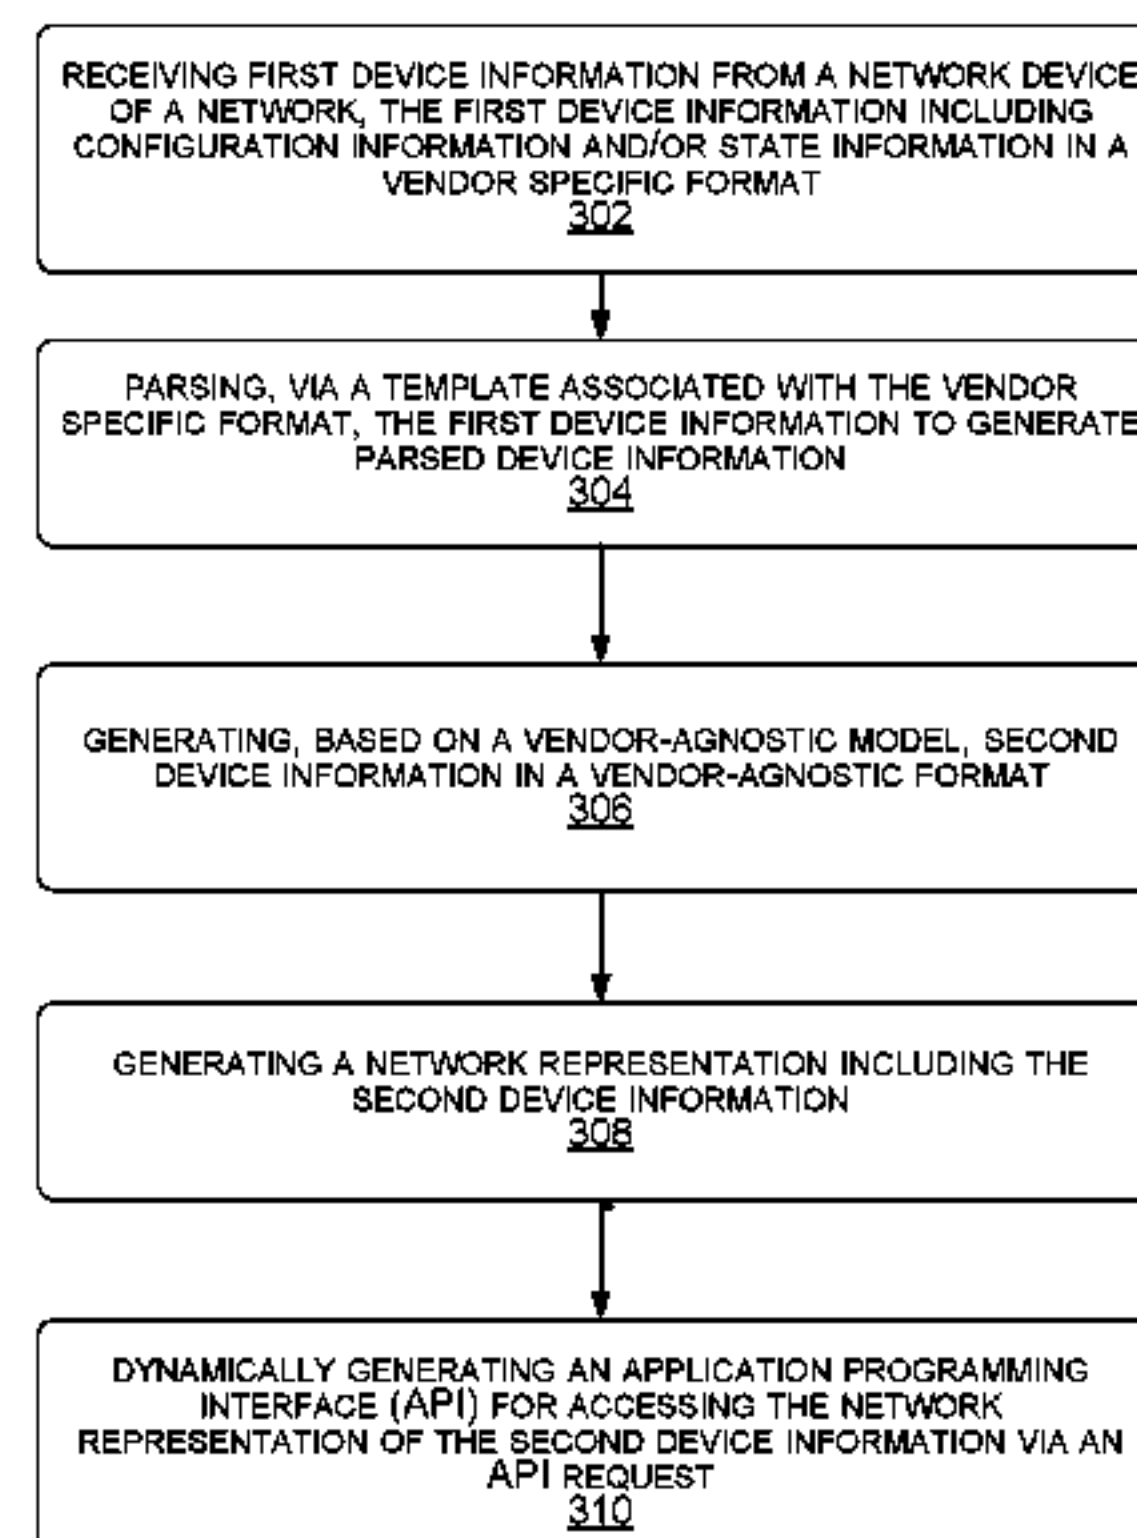 RECEIVING FIRST DEVICE INFORMATION FROM A NETWORK DEVICE
OF A NETWORK, THE FIRST DEVICE INFORMATION INCLUDING
CONFIGURATION INFORMATION AND/OR STATE INFORMATION IN A
VENDOR SPECIFIC FORMAT
302
PARSING, VIA A TEMPLATE ASSOCIATED WITH THE VENDOR
SPECIFIC FORMAT, THE FIRST DEVICE INFORMATION TO GENERATE
PARSED DEVICE INFORMATION
304
GENERATING, BASED ON A VENDOR-AGNOSTIC MODEL, SECOND
DEVICE INFORMATION IN A VENDOR-AGNOSTIC FORMAT
306
GENERATING A NETWORK REPRESENTATION INCLUDING THE
SECOND DEVICE INFORMATION
308
DYNAMICALLY GENERATING AN APPLICATION PROGRAMMING
INTERFACE (API) FOR ACCESSING THE NETWORK
REPRESENTATION OF THE SECOND DEVICE INFORMATION VIA AN
API REQUEST
310